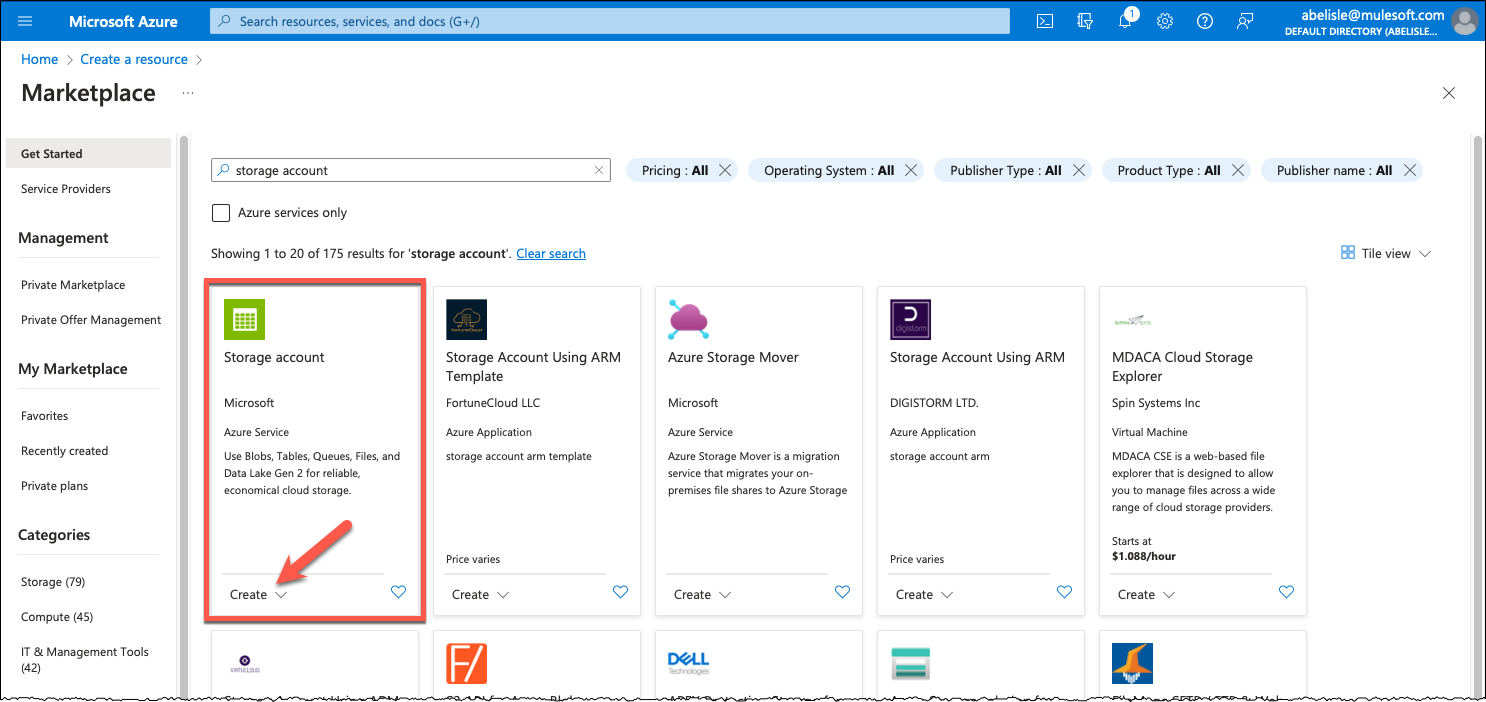 Microsoft Azure
Search resources, services, and docs (G+/)
1
abelisle@mulesoft.com
DEFAULT DIRECTORY (ABELISLE...
Home > Create a resource >
Marketplace ...
Get Started
Service Providers
Management
Private Marketplace
Private Offer Management
My Marketplace
Favorites
Recently created
Private plans
Categories
Storage (79)
Compute (45)
IT & Management Tools
(42)
storage account
Pricing : All
Operating System : All
Publisher Type : All
Product Type : All
Publisher name : All
Azure services only
Showing 1 to 20 of 175 results for 'storage account'. Clear search
Tile view
Storage account
Microsoft
Azure Service
Use Blobs, Tables, Queues, Files, and
Data Lake Gen 2 for reliable,
economical cloud storage.
Create
FortuneCloud
Storage Account Using ARM
Template
FortuneCloud LLC
Azure Application
storage account arm template
Price varies
Create
Azure Storage Mover
Microsoft
Azure Service
Azure Storage Mover is a migration
service that migrates your on-
premises file shares to Azure Storage
Create
digistorm
Storage Account Using ARM
DIGISTORM LTD.
Azure Application
storage account arm
Price varies
Create
SPIN SYS
MDACA Cloud Storage
Explorer
Spin Systems Inc
Virtual Machine
MDACA CSE is a web-based file
explorer that is designed to allow
you to manage files across a wide
range of cloud storage providers.
Starts at
$1.088/hour
Create
VIRTUCLOUD
F/
DELL
Technologies